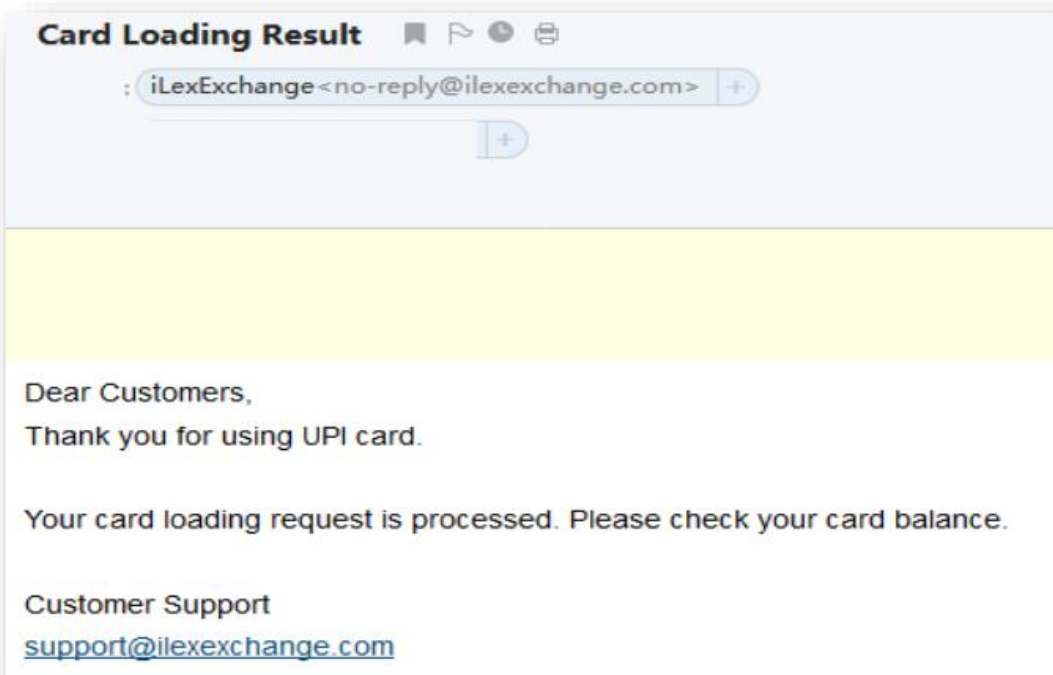 Card Loading Result
: iLexExchange<no-reply@ilexexchange.com> +
+
Dear Customers,
Thank you for using UPI card.
Your card loading request is processed. Please check your card balance.
Customer Support
support@ilexexchange.com